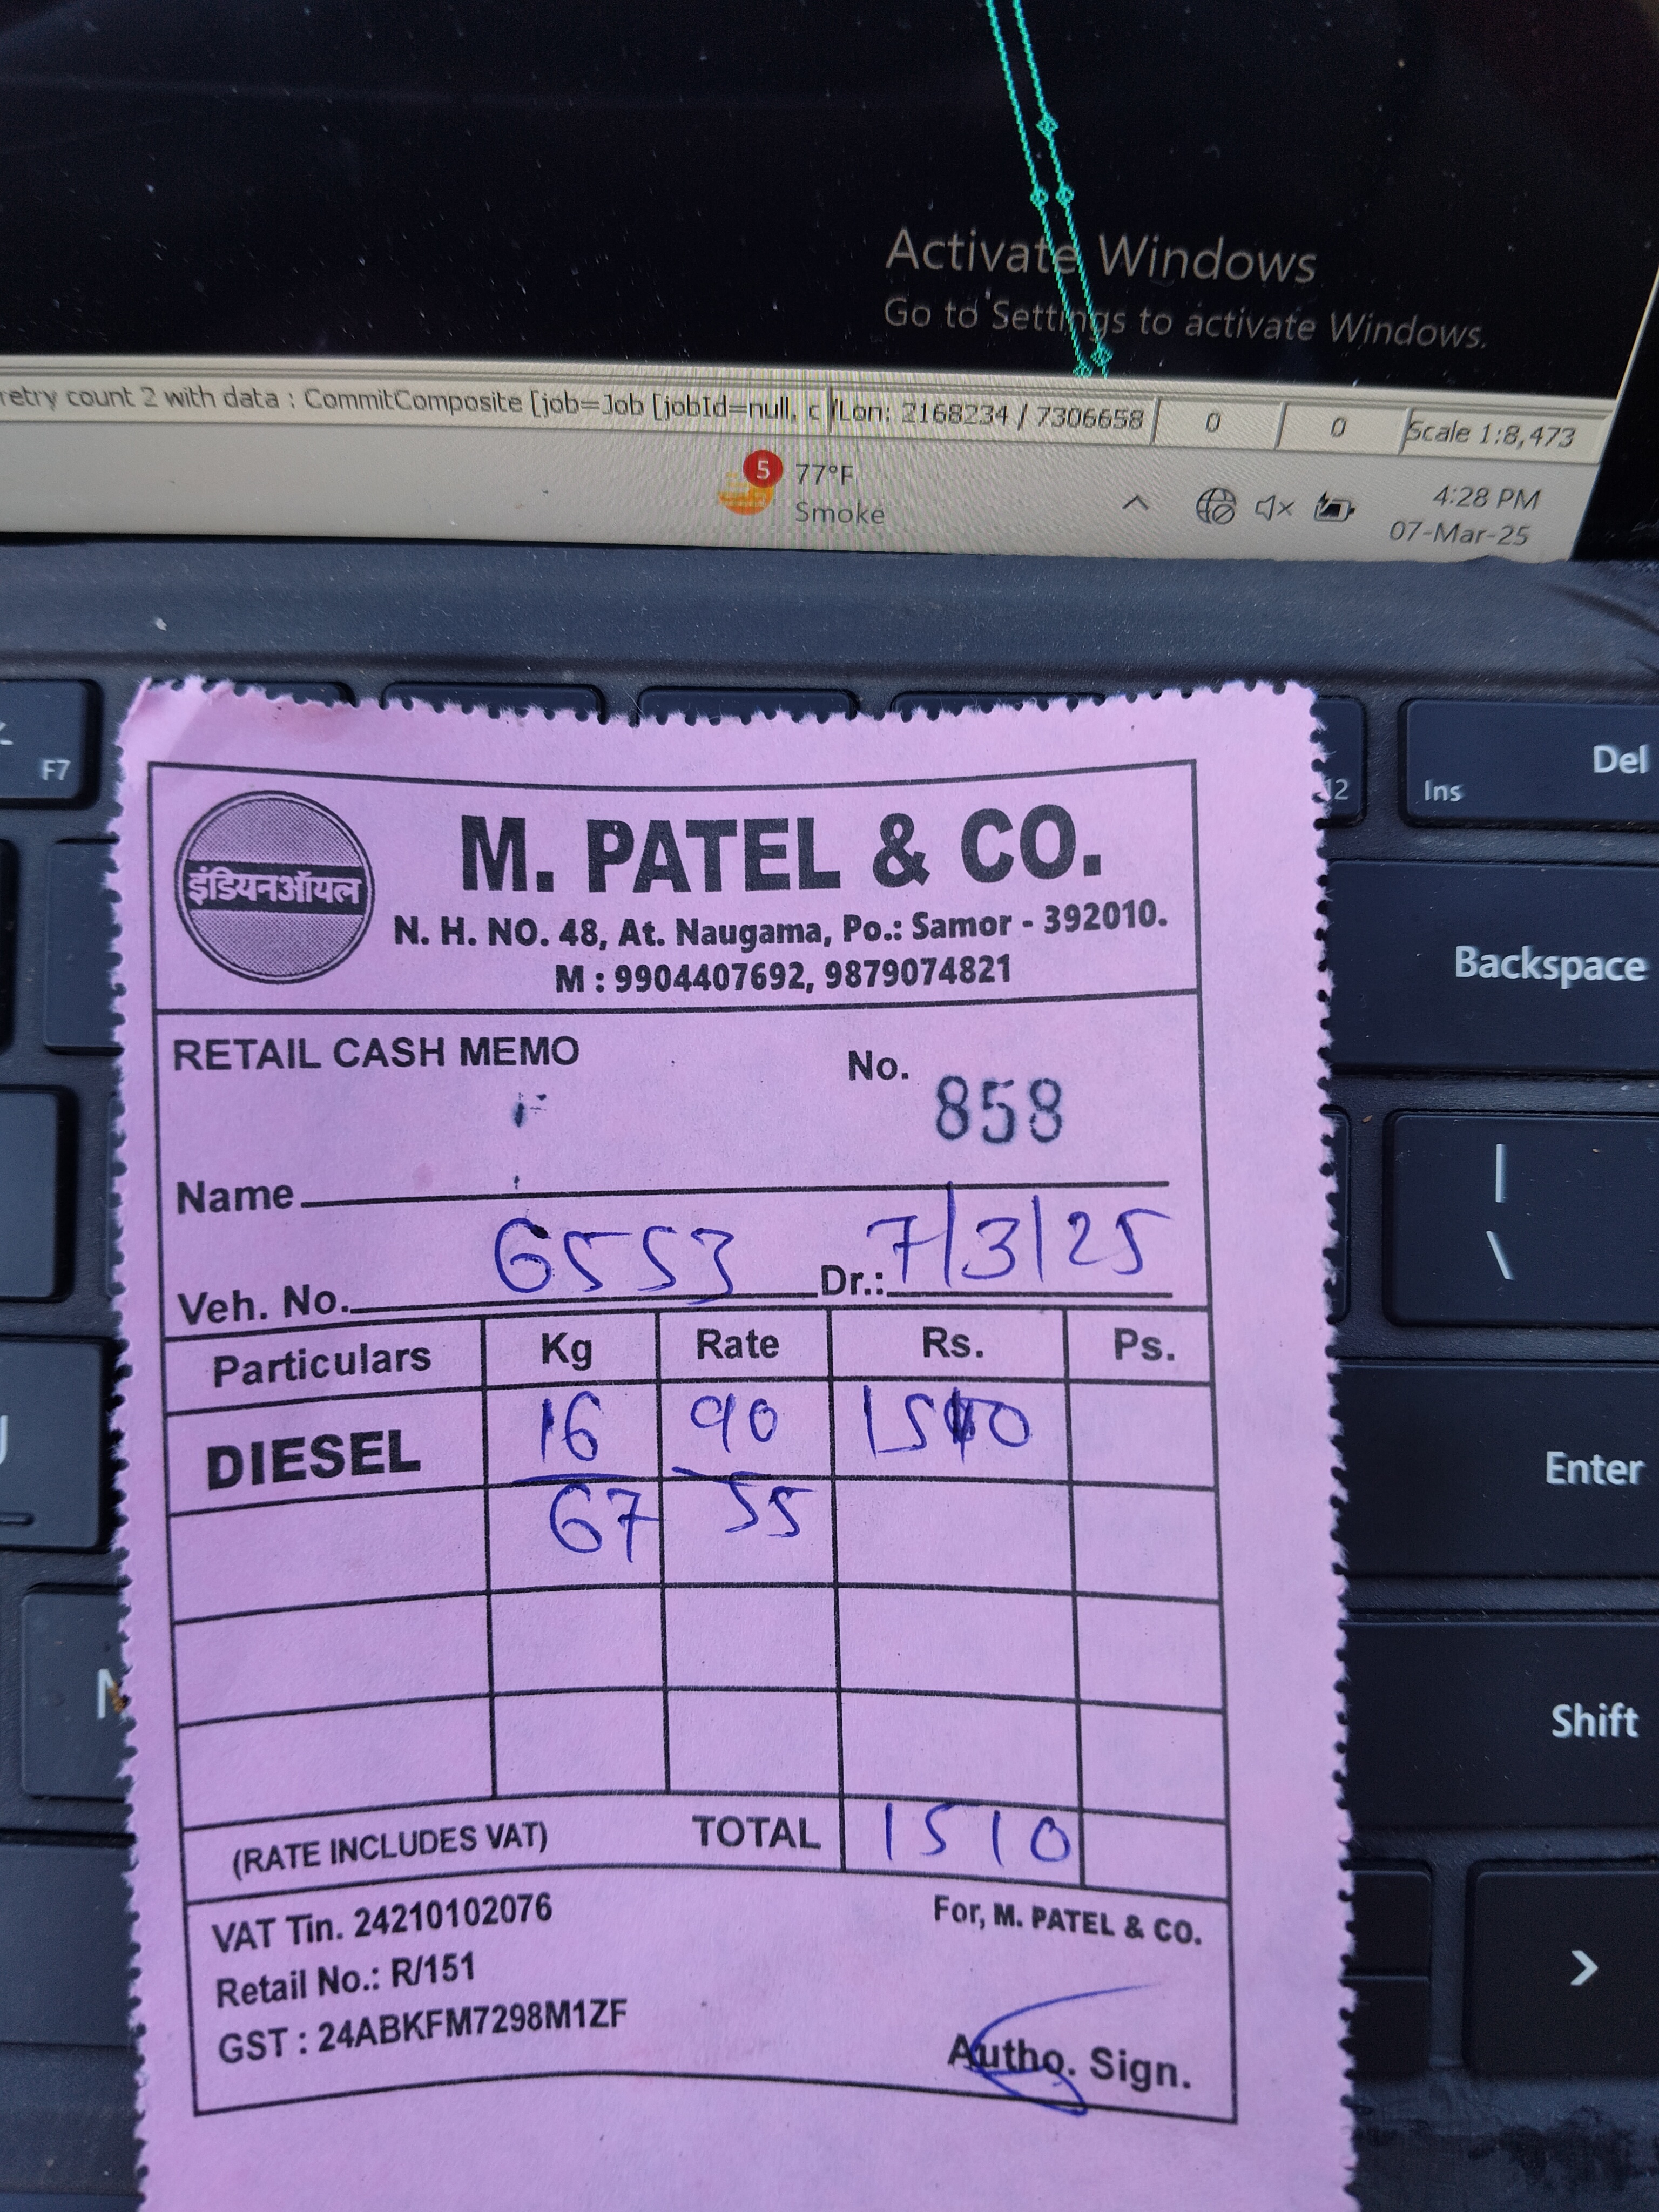 Activate Windows
Go to Settings to activate Windows.
retry count 2 with data : CommitComposite [job=Job [jobId=null, c
/Lon: 2168234 / 7306658
0
0
Scale 1:8,473
5
77°F
Smoke
4:28 PM
07-Mar-25
F7
Ins
Del
Backspace
|
\
Enter
Shift
>
इंडियनऑयल
M. PATEL & CO.
N. H. NO. 48, At. Naugama, Po.: Samor - 392010.
M : 9904407692, 9879074821
RETAIL CASH MEMO
No. 858
Name
Veh. No. 6553 Dr.: 7/3/25
Particulars Kg Rate Rs. Ps.
DIESEL 16 90 1510
67 55
(RATE INCLUDES VAT) TOTAL 1510
VAT Tin. 24210102076
For, M. PATEL & CO.
Retail No.: R/151
GST : 24ABKFM7298M1ZF
Autho. Sign.